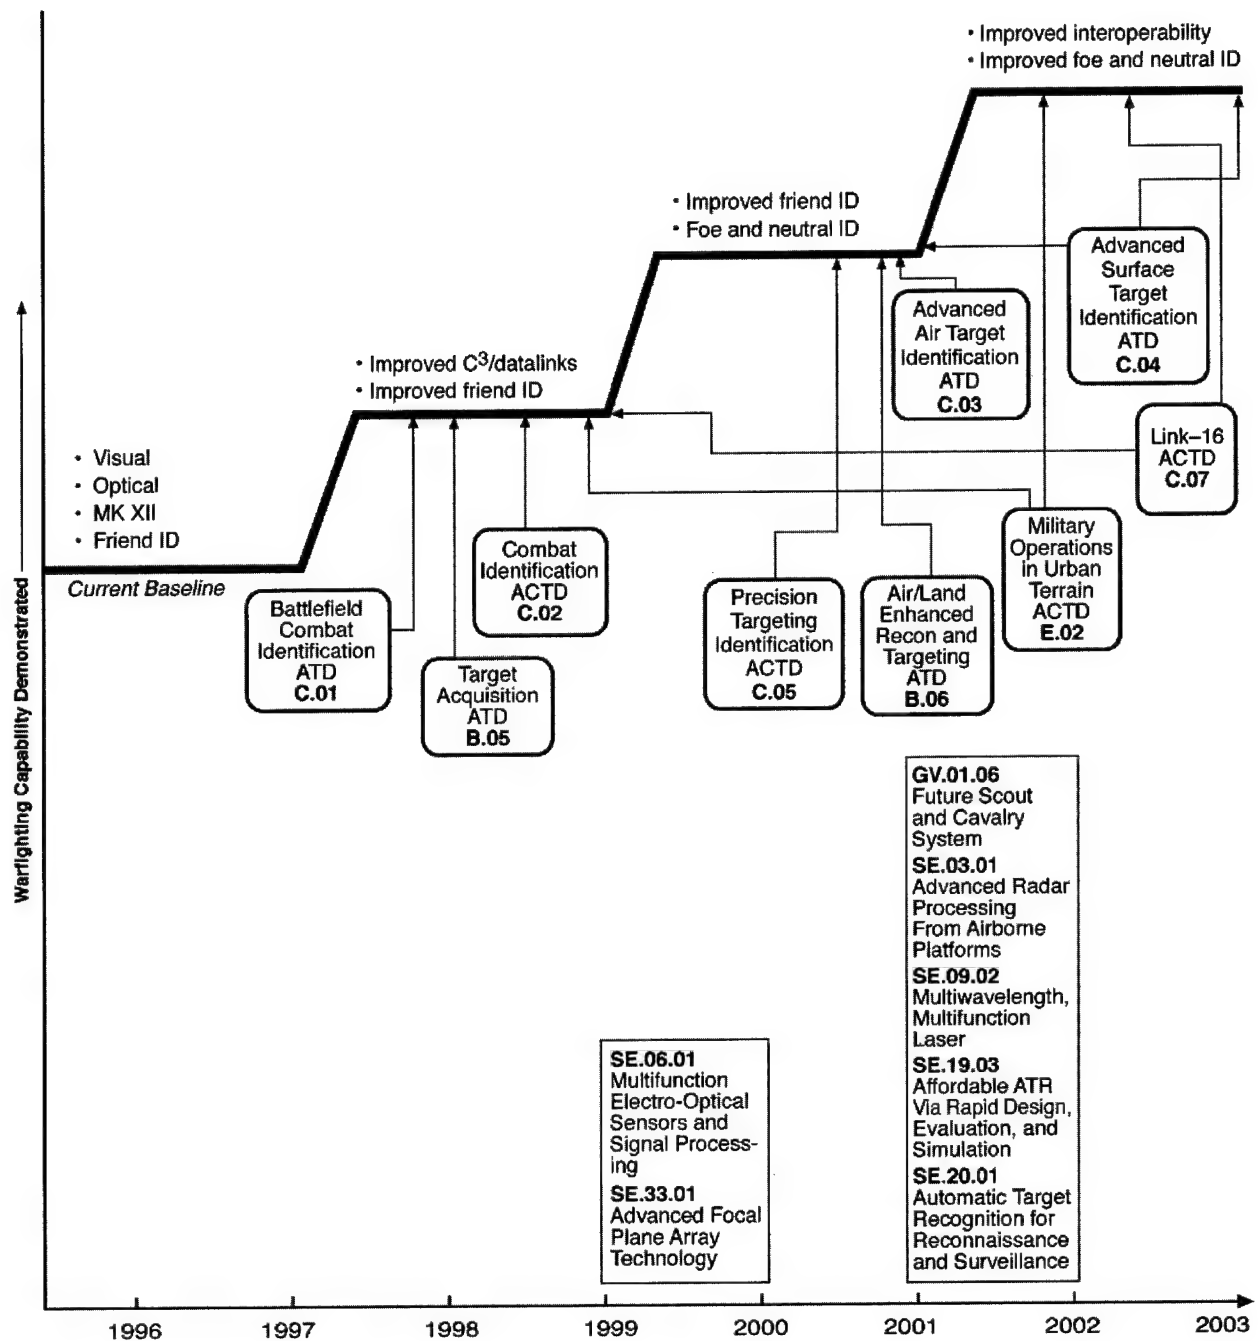 • Improved interoperability
• Improved foe and neutral ID
• Improved friend ID
• Foe and neutral ID
Advanced
Surface
Target
Identification
ATD
C.04
Advanced
Air Target
Identification
ATD
C.03
• Improved C³/datalinks
• Improved friend ID
Link–16
ACTD
C.07
• Visual
• Optical
• MK XII
• Friend ID
Current Baseline
Military
Operations
in Urban
Terrain
ACTD
E.02
Combat
Identification
ACTD
C.02
Battlefield
Combat
Identification
ATD
C.01
Target
Acquisition
ATD
B.05
Precision
Targeting
Identification
ACTD
C.05
Air/Land
Enhanced
Recon and
Targeting
ATD
B.06
Warfighting Capability Demonstrated
GV.01.06
Future Scout
and Cavalry
System
SE.03.01
Advanced Radar
Processing
From Airborne
Platforms
SE.09.02
Multiwavelength,
Multifunction
Laser
SE.19.03
Affordable ATR
Via Rapid Design,
Evaluation, and
Simulation
SE.20.01
Automatic Target
Recognition for
Reconnaissance
and Surveillance
SE.06.01
Multifunction
Electro-Optical
Sensors and
Signal Process-
ing
SE.33.01
Advanced Focal
Plane Array
Technology
1996 1997 1998 1999 2000 2001 2002 2003